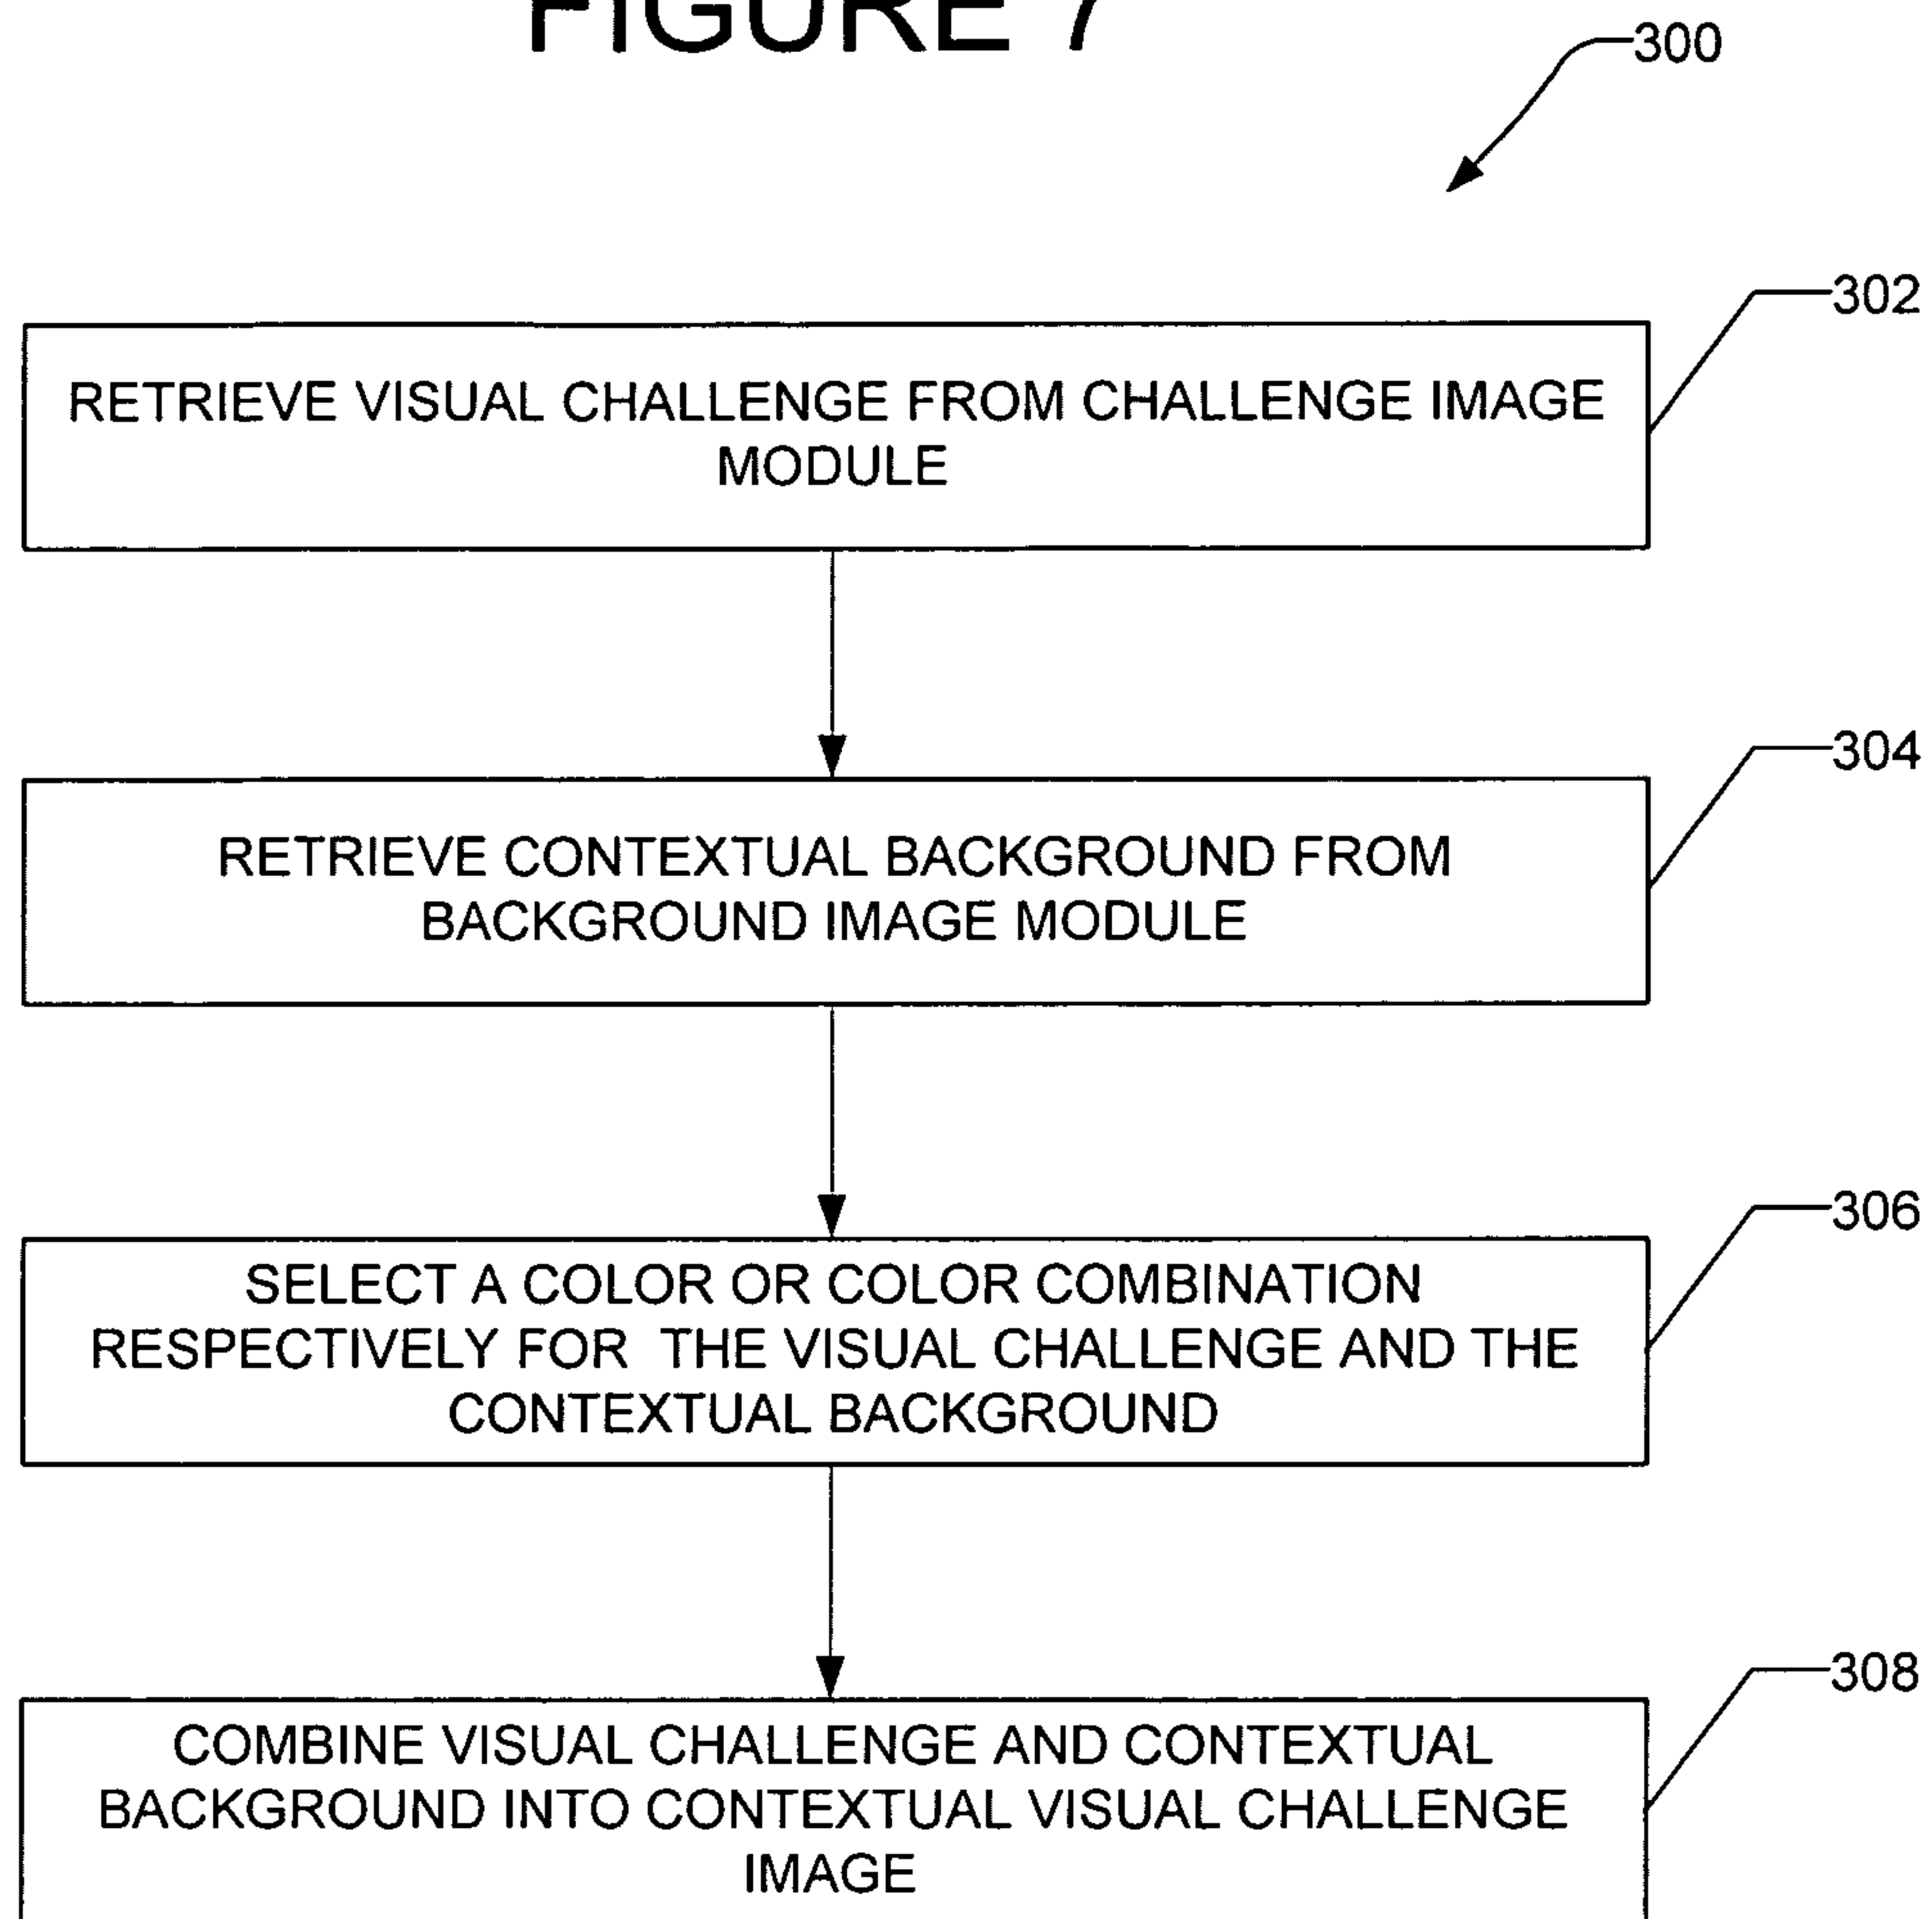 FIGURE 7
300
302
RETRIEVE VISUAL CHALLENGE FROM CHALLENGE IMAGE
MODULE
304
RETRIEVE CONTEXTUAL BACKGROUND FROM
BACKGROUND IMAGE MODULE
306
SELECT A COLOR OR COLOR COMBINATION
RESPECTIVELY FOR THE VISUAL CHALLENGE AND THE
CONTEXTUAL BACKGROUND
308
COMBINE VISUAL CHALLENGE AND CONTEXTUAL
BACKGROUND INTO CONTEXTUAL VISUAL CHALLENGE
IMAGE